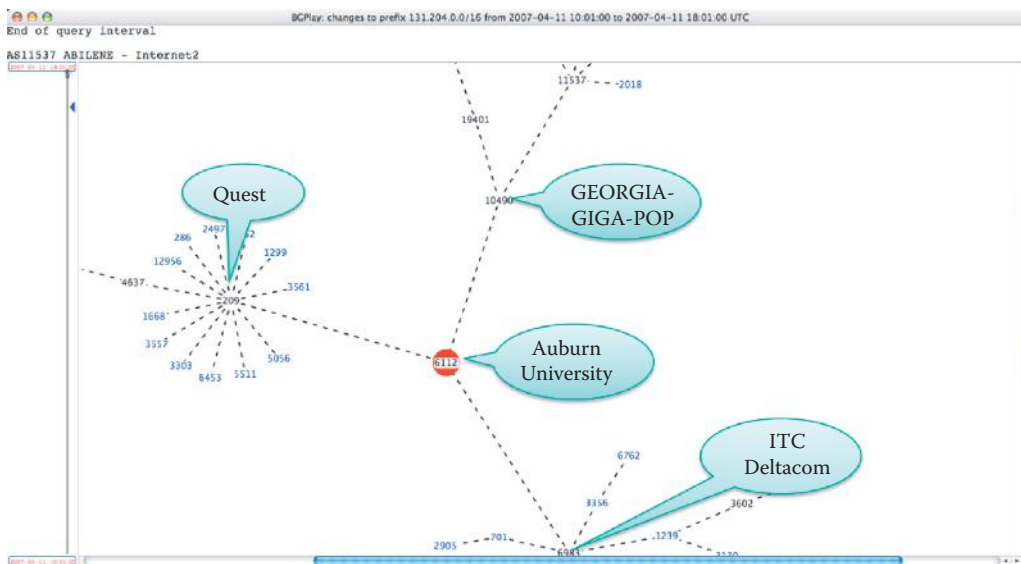 BGPlay: changes to prefix 131.204.0.0/16 from 2007-04-11 10:01:00 to 2007-04-11 18:01:00 UTC
End of query interval
AS11537 ABILENE - Internet2
11537
2018
19401
10490
GEORGIA-
GIGA-POP
Quest
2497
286
12956
1299
4637
3561
209
1668
3557
3303
6453
5511
5056
6112
Auburn
University
ITC
Deltacom
6762
3356
3602
1239
701
2905
6983
3130